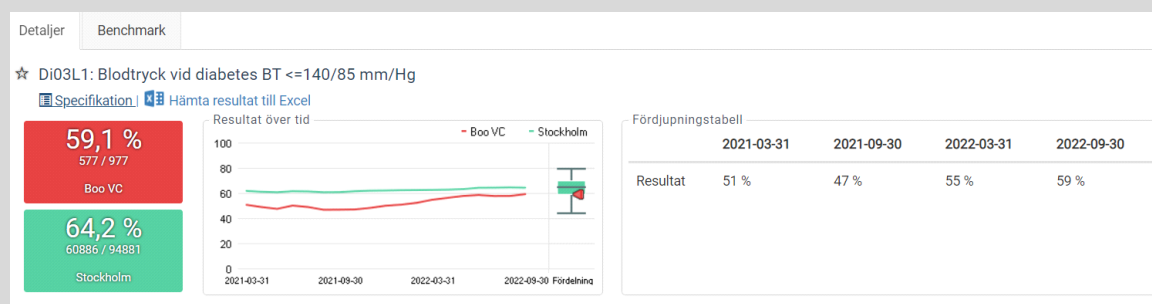 Detaljer
Benchmark
☆ Di03L1: Blodtryck vid diabetes BT <=140/85 mm/Hg
Specifikation | Hämta resultat till Excel
59,1 %
577 / 977
Boo VC
64,2 %
60886 / 94881
Stockholm
Resultat över tid
Boo VC Stockholm
100
80
60
40
20
0
2021-03-31 2021-09-30 2022-03-31 2022-09-30 Fördelning
Fördjupningstabell
2021-03-31 2021-09-30 2022-03-31 2022-09-30
Resultat 51 % 47 % 55 % 59 %